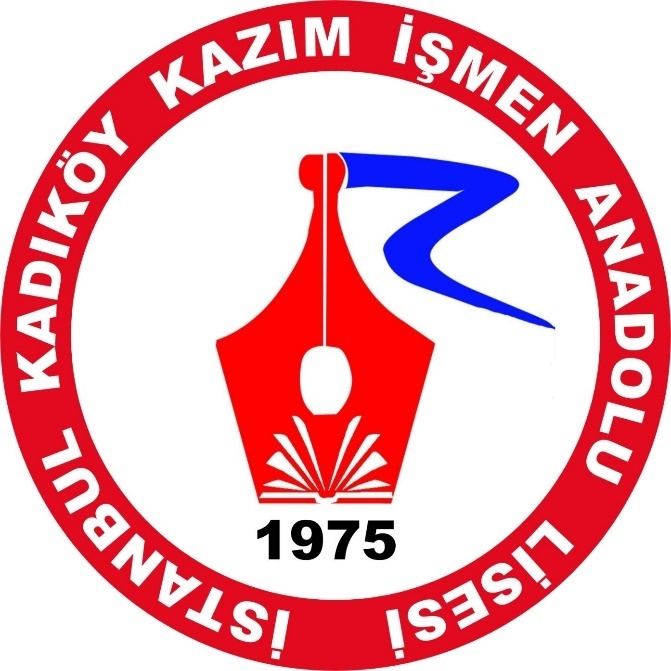 İSTANBUL KADIKÖY KAZIM İŞMEN ANADOLU LİSESİ
1975